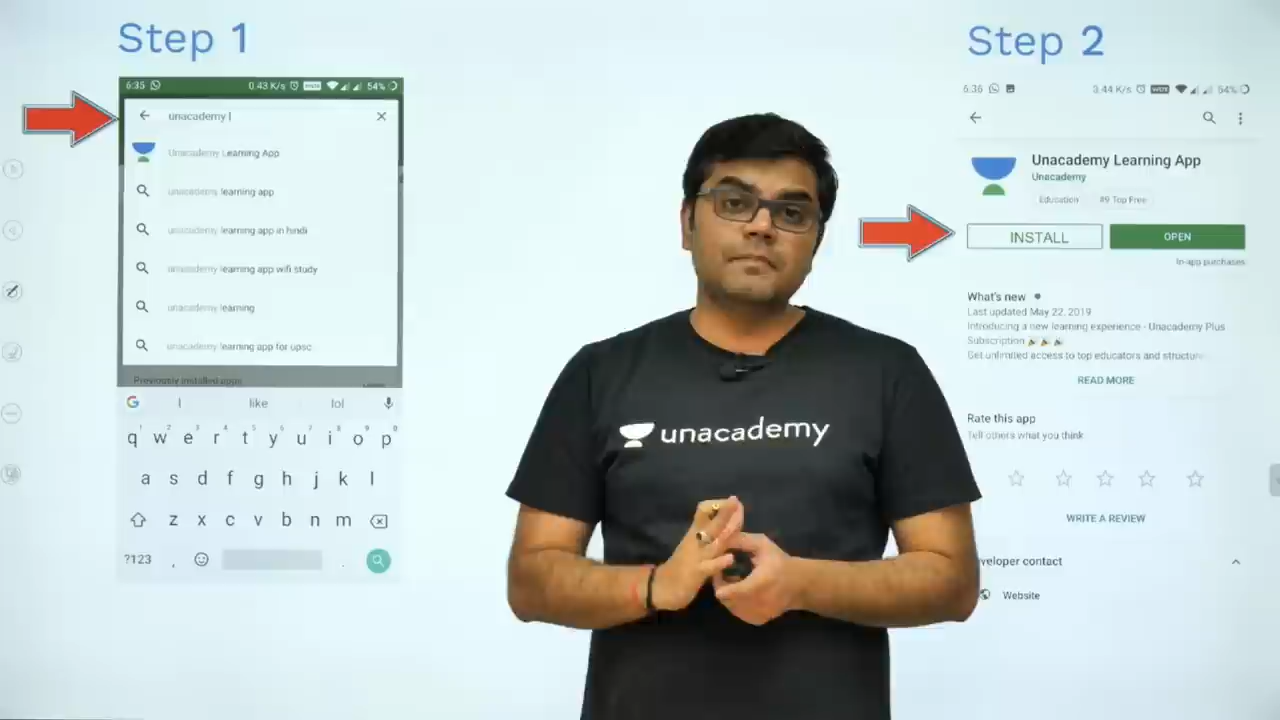 Step 1
6:35 0.43 K/s 54%
unacademy l
Unacademy Learning App
unacademy learning app
unacademy learning app in hindi
unacademy learning app wifi study
unacademy learning
unacademy learning app for upsc
Previously installed apps
l like lol
q w e r t y u i o p
a s d f g h j k l
z x c v b n m
?123 , .
unacademy
Step 2
6:36 3.44 K/s 54%
Unacademy Learning App
Unacademy
Education #9 Top Free
INSTALL OPEN
In-app purchases
What's new
Last updated May 22, 2019
Introducing a new learning experience - Unacademy Plus
Subscription
Get unlimited access to top educators and structure
READ MORE
Rate this app
Tell others what you think
WRITE A REVIEW
veloper contact
Website